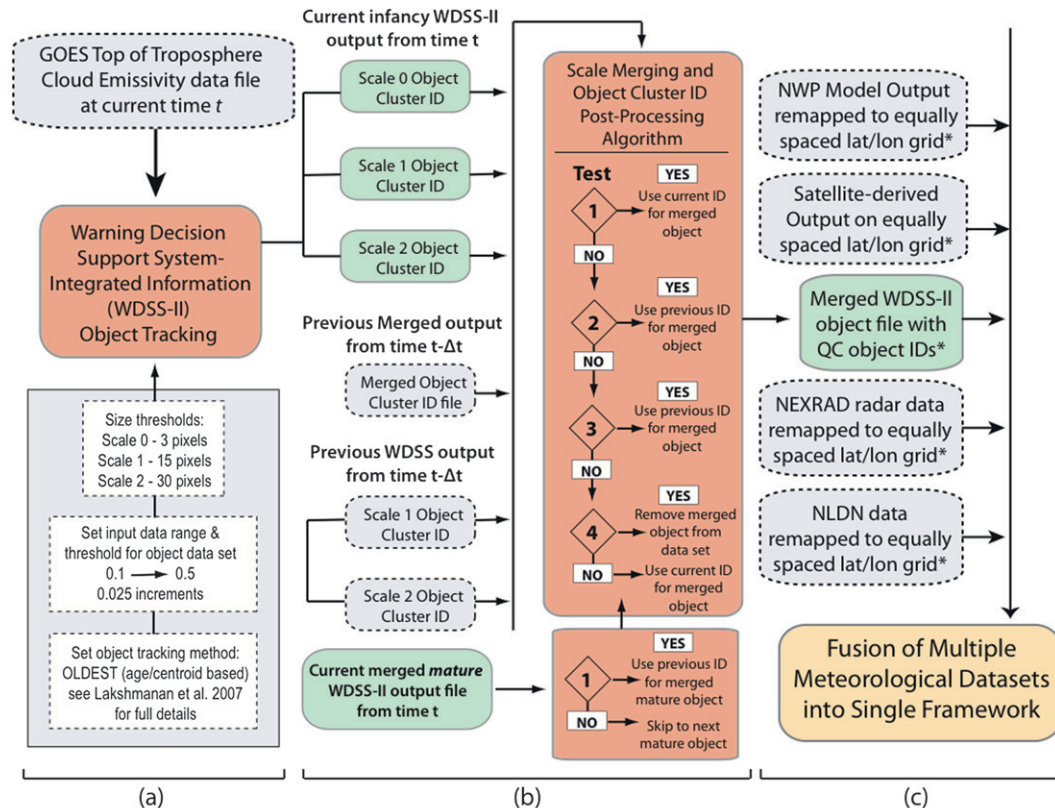 GOES Top of Troposphere
Cloud Emissivity data file
at current time t
Warning Decision
Support System-
Integrated Information
(WDSS-II)
Object Tracking
Size thresholds:
Scale 0 - 3 pixels
Scale 1 - 15 pixels
Scale 2 - 30 pixels
Set input data range &
threshold for object data set
0.1 → 0.5
0.025 increments
Set object tracking method:
OLDEST (age/centroid based)
see Lakshmanan et al. 2007
for full details
(a)
Current infancy WDSS-II
output from time t
Scale 0 Object
Cluster ID
Scale 1 Object
Cluster ID
Scale 2 Object
Cluster ID
Previous Merged output
from time t-Δt
Merged Object
Cluster ID file
Previous WDSS output
from time t-Δt
Scale 1 Object
Cluster ID
Scale 2 Object
Cluster ID
Current merged mature
WDSS-II output file
from time t
Scale Merging and
Object Cluster ID
Post-Processing
Algorithm
Test
1
YES
Use current ID
for merged
object
NO
2
YES
Use previous ID
for merged
object
NO
3
YES
Use previous ID
for merged
object
NO
4
YES
Remove merged
object from
data set
NO
Use current ID
for merged
object
1
YES
Use previous ID
for merged
mature object
NO
Skip to next
mature object
(b)
NWP Model Output
remapped to equally
spaced lat/lon grid*
Satellite-derived
Output on equally
spaced lat/lon grid*
Merged WDSS-II
object file with
QC object IDs*
NEXRAD radar data
remapped to equally
spaced lat/lon grid*
NLDN data
remapped to equally
spaced lat/lon grid*
Fusion of Multiple
Meteorological Datasets
into Single Framework
(c)